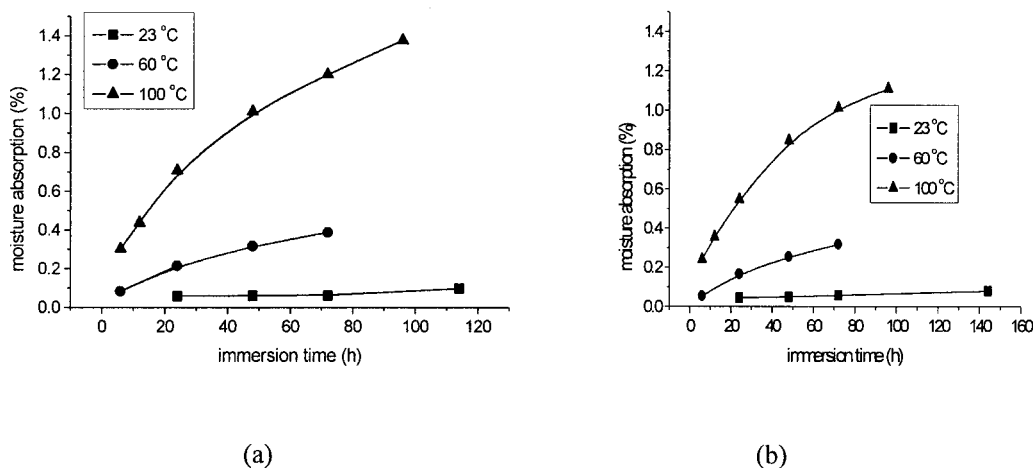 1.4
1.2
1.0
0.8
0.6
0.4
0.2
0.0
moisture absorption (%)
23 °C
60 °C
100 °C
0 20 40 60 80 100 120
immersion time (h)
(a)
1.4
1.2
1.0
0.8
0.6
0.4
0.2
0.0
moisture absorption (%)
23 °C
60 °C
100 °C
0 20 40 60 80 100 120 140 160
immersion time (h)
(b)